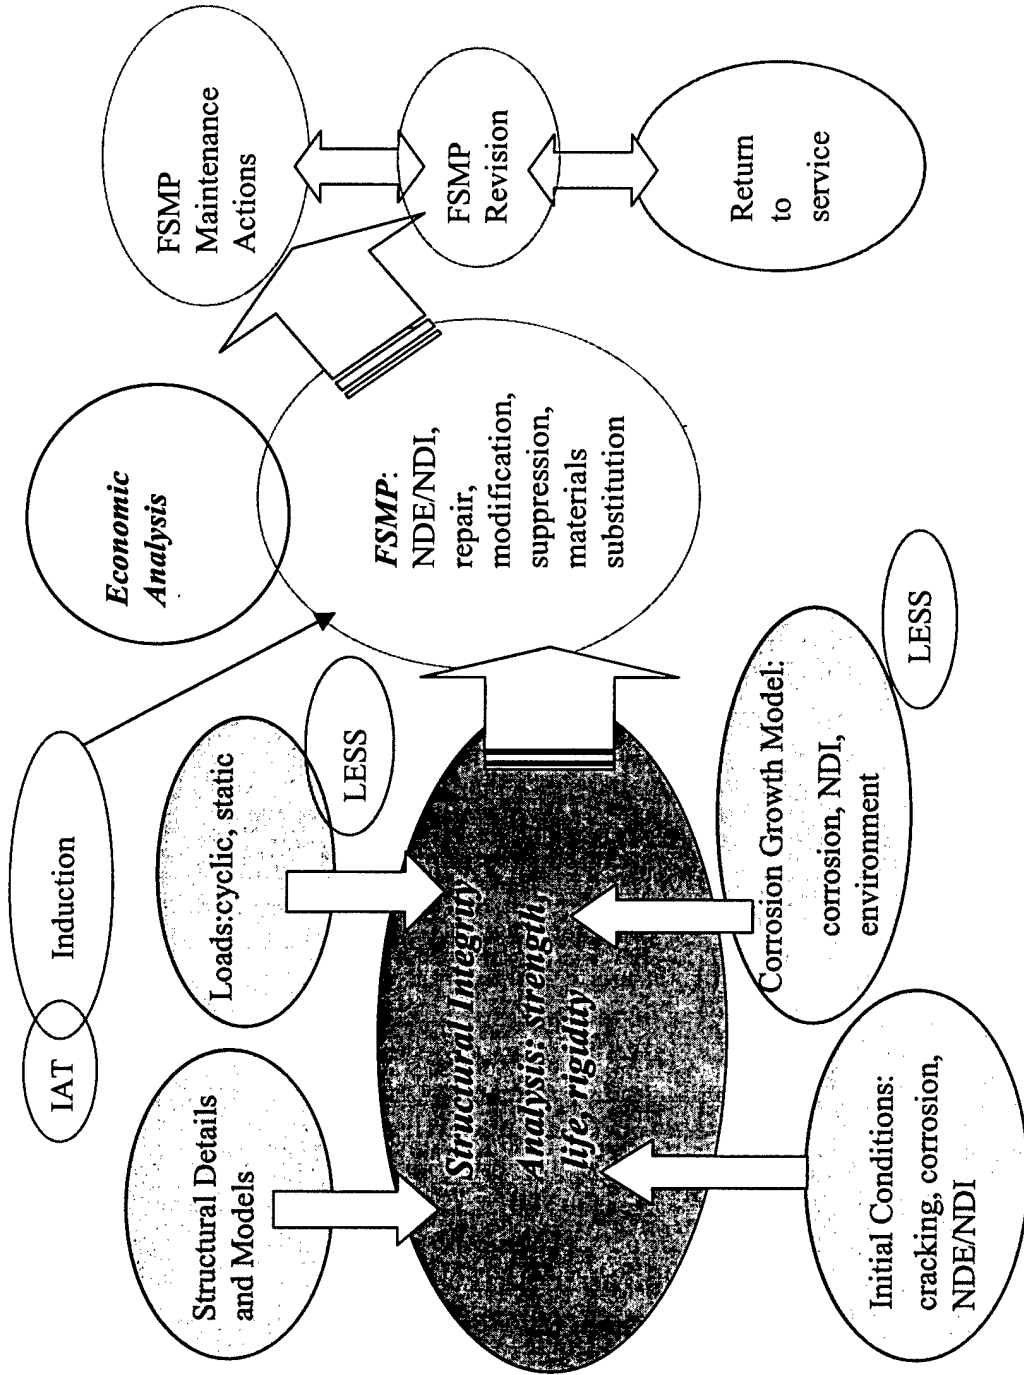 IAT
Induction
Economic
Analysis
Structural Details
and Models
Loads:cyclic, static
LESS
FSMP
Maintenance
Actions
Structural Integrity
Analysis: strength,
life, rigidity
FSMP:
NDE/NDI,
repair,
modification,
suppression,
materials
substitution
FSMP
Revision
Initial Conditions:
cracking, corrosion,
NDE/NDI
Corrosion Growth Model:
corrosion, NDI,
environment
LESS
Return
to
service